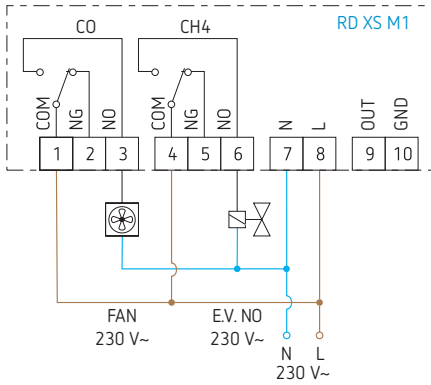 CO CH4 RD XS M1
COM NG NO COM NG NO N L OUT GND
1 2 3 4 5 6 7 8 9 10
FAN E.V. NO
230 V~ 230 V~ N L
230 V~